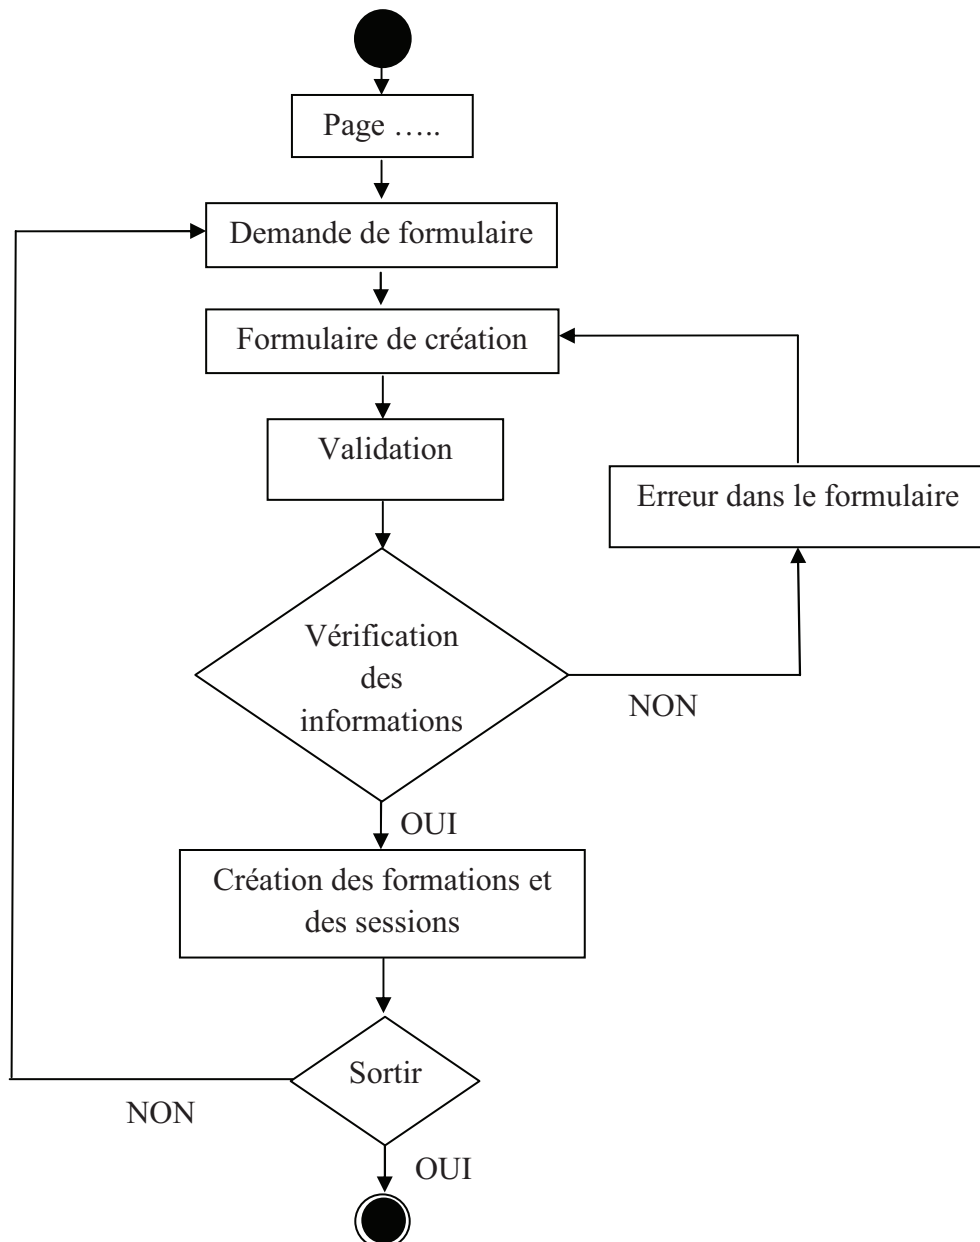 Page .....
Demande de formulaire
Formulaire de création
Validation
Erreur dans le formulaire
Vérification
des
informations
NON
OUI
Création des formations et
des sessions
Sortir
NON
OUI